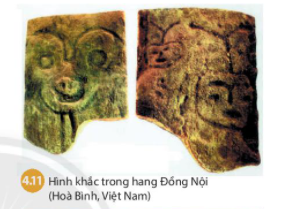 4.11 Hình khắc trong hang Đồng Nội
(Hoà Bình, Việt Nam)